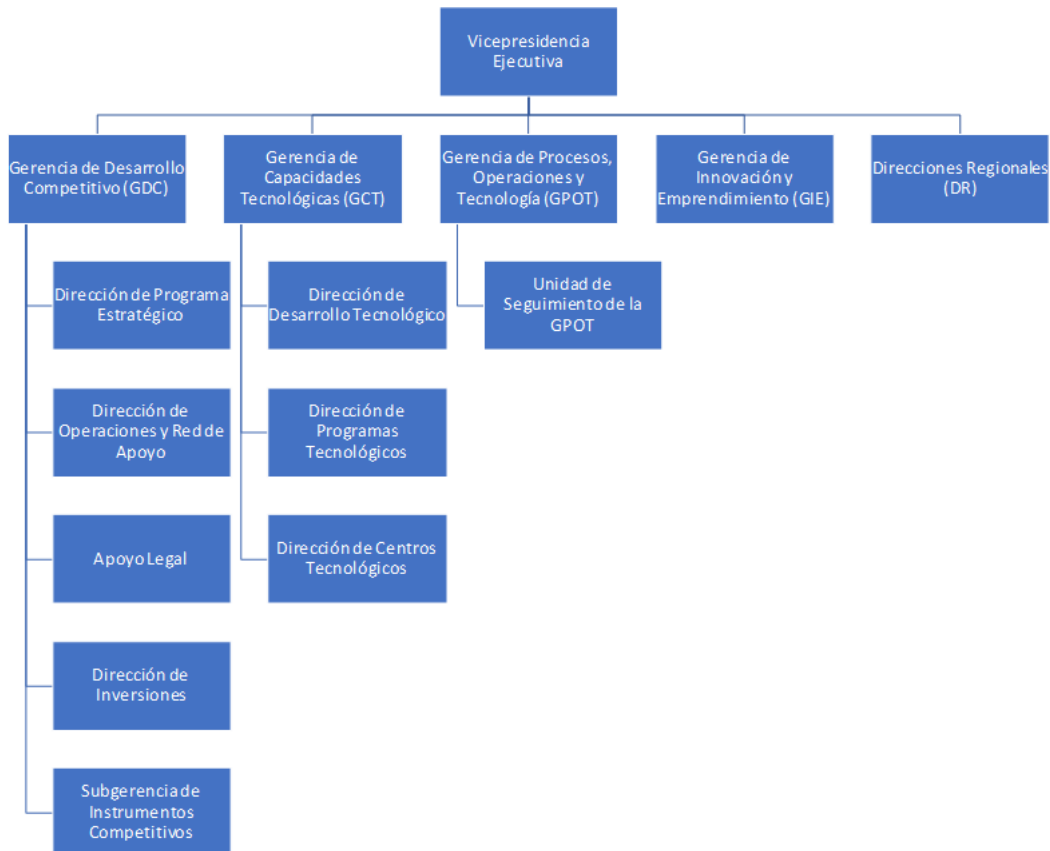 Vicepresidencia
Ejecutiva
Gerencia de Desarrollo
Competitivo (GDC)
Gerencia de
Capacidades
Tecnológicas (GCT)
Gerencia de Procesos,
Operaciones y
Tecnología (GPOT)
Gerencia de
Innovación y
Emprendimiento (GIE)
Direcciones Regionales
(DR)
Dirección de Programa
Estratégico
Dirección de
Desarrollo Tecnológico
Unidad de
Seguimiento de la
GPOT
Dirección de
Operaciones y Red de
Apoyo
Dirección de
Programas
Tecnológicos
Apoyo Legal
Dirección de Centros
Tecnológicos
Dirección de
Inversiones
Subgerencia de
Instrumentos
Competitivos